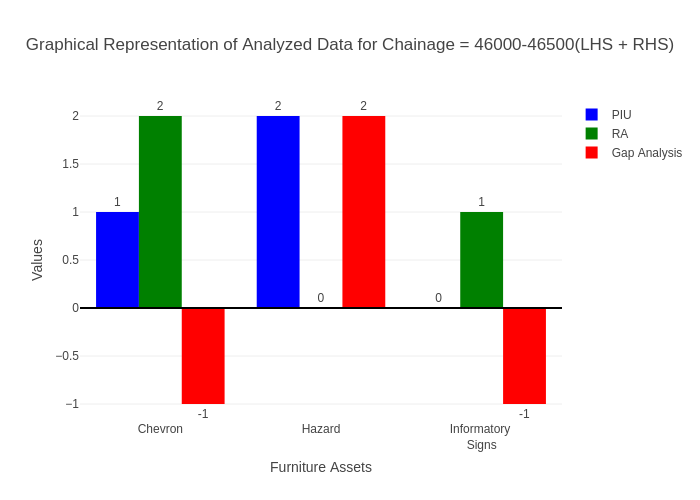 Graphical Representation of Analyzed Data for Chainage = 46000-46500(LHS + RHS)
PIU
RA
Gap Analysis
Values
2
1.5
1
0.5
0
−0.5
−1
1
2
-1
2
0
2
0
1
-1
Chevron
Hazard
Informatory
Signs
Furniture Assets